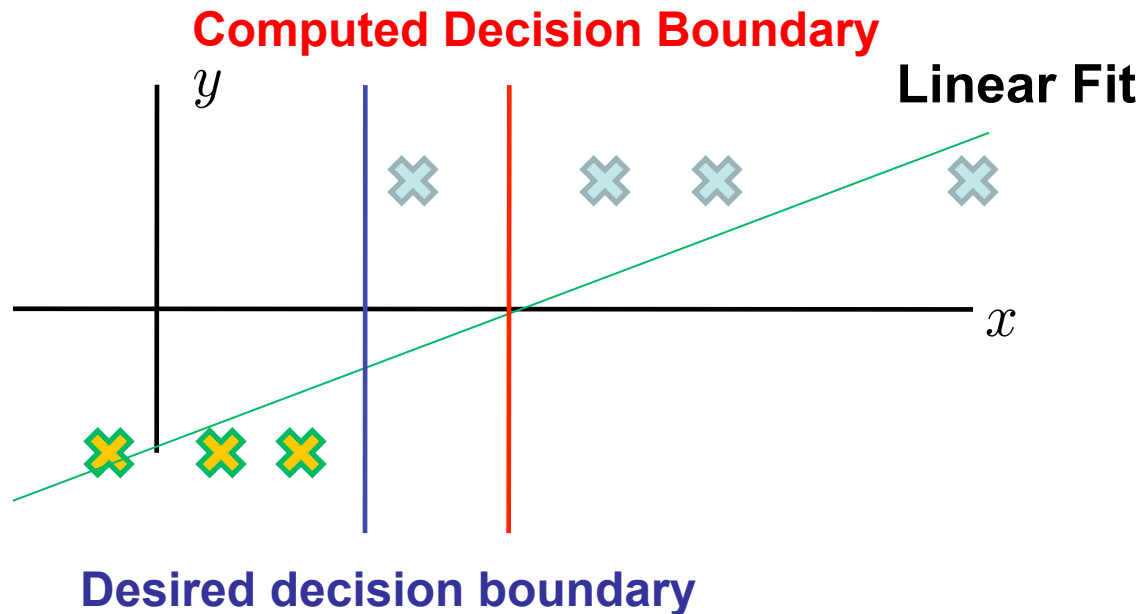 Computed Decision Boundary
y
Linear Fit
x
Desired decision boundary